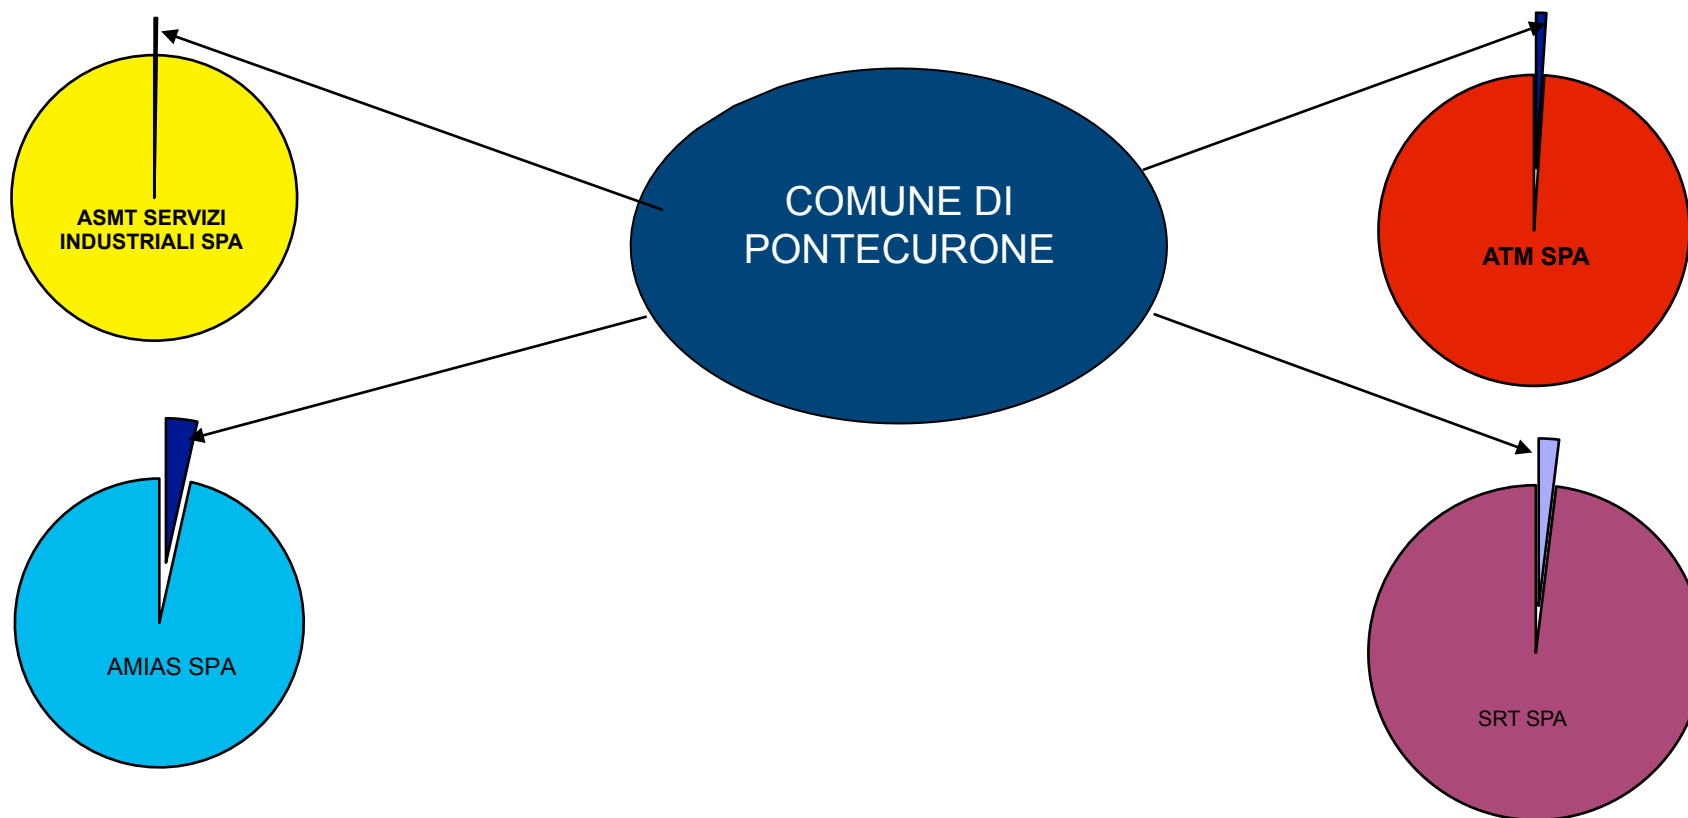 COMUNE DI
PONTECURONE
ASMT SERVIZI
INDUSTRIALI SPA
ATM SPA
AMIAS SPA
SRT SPA